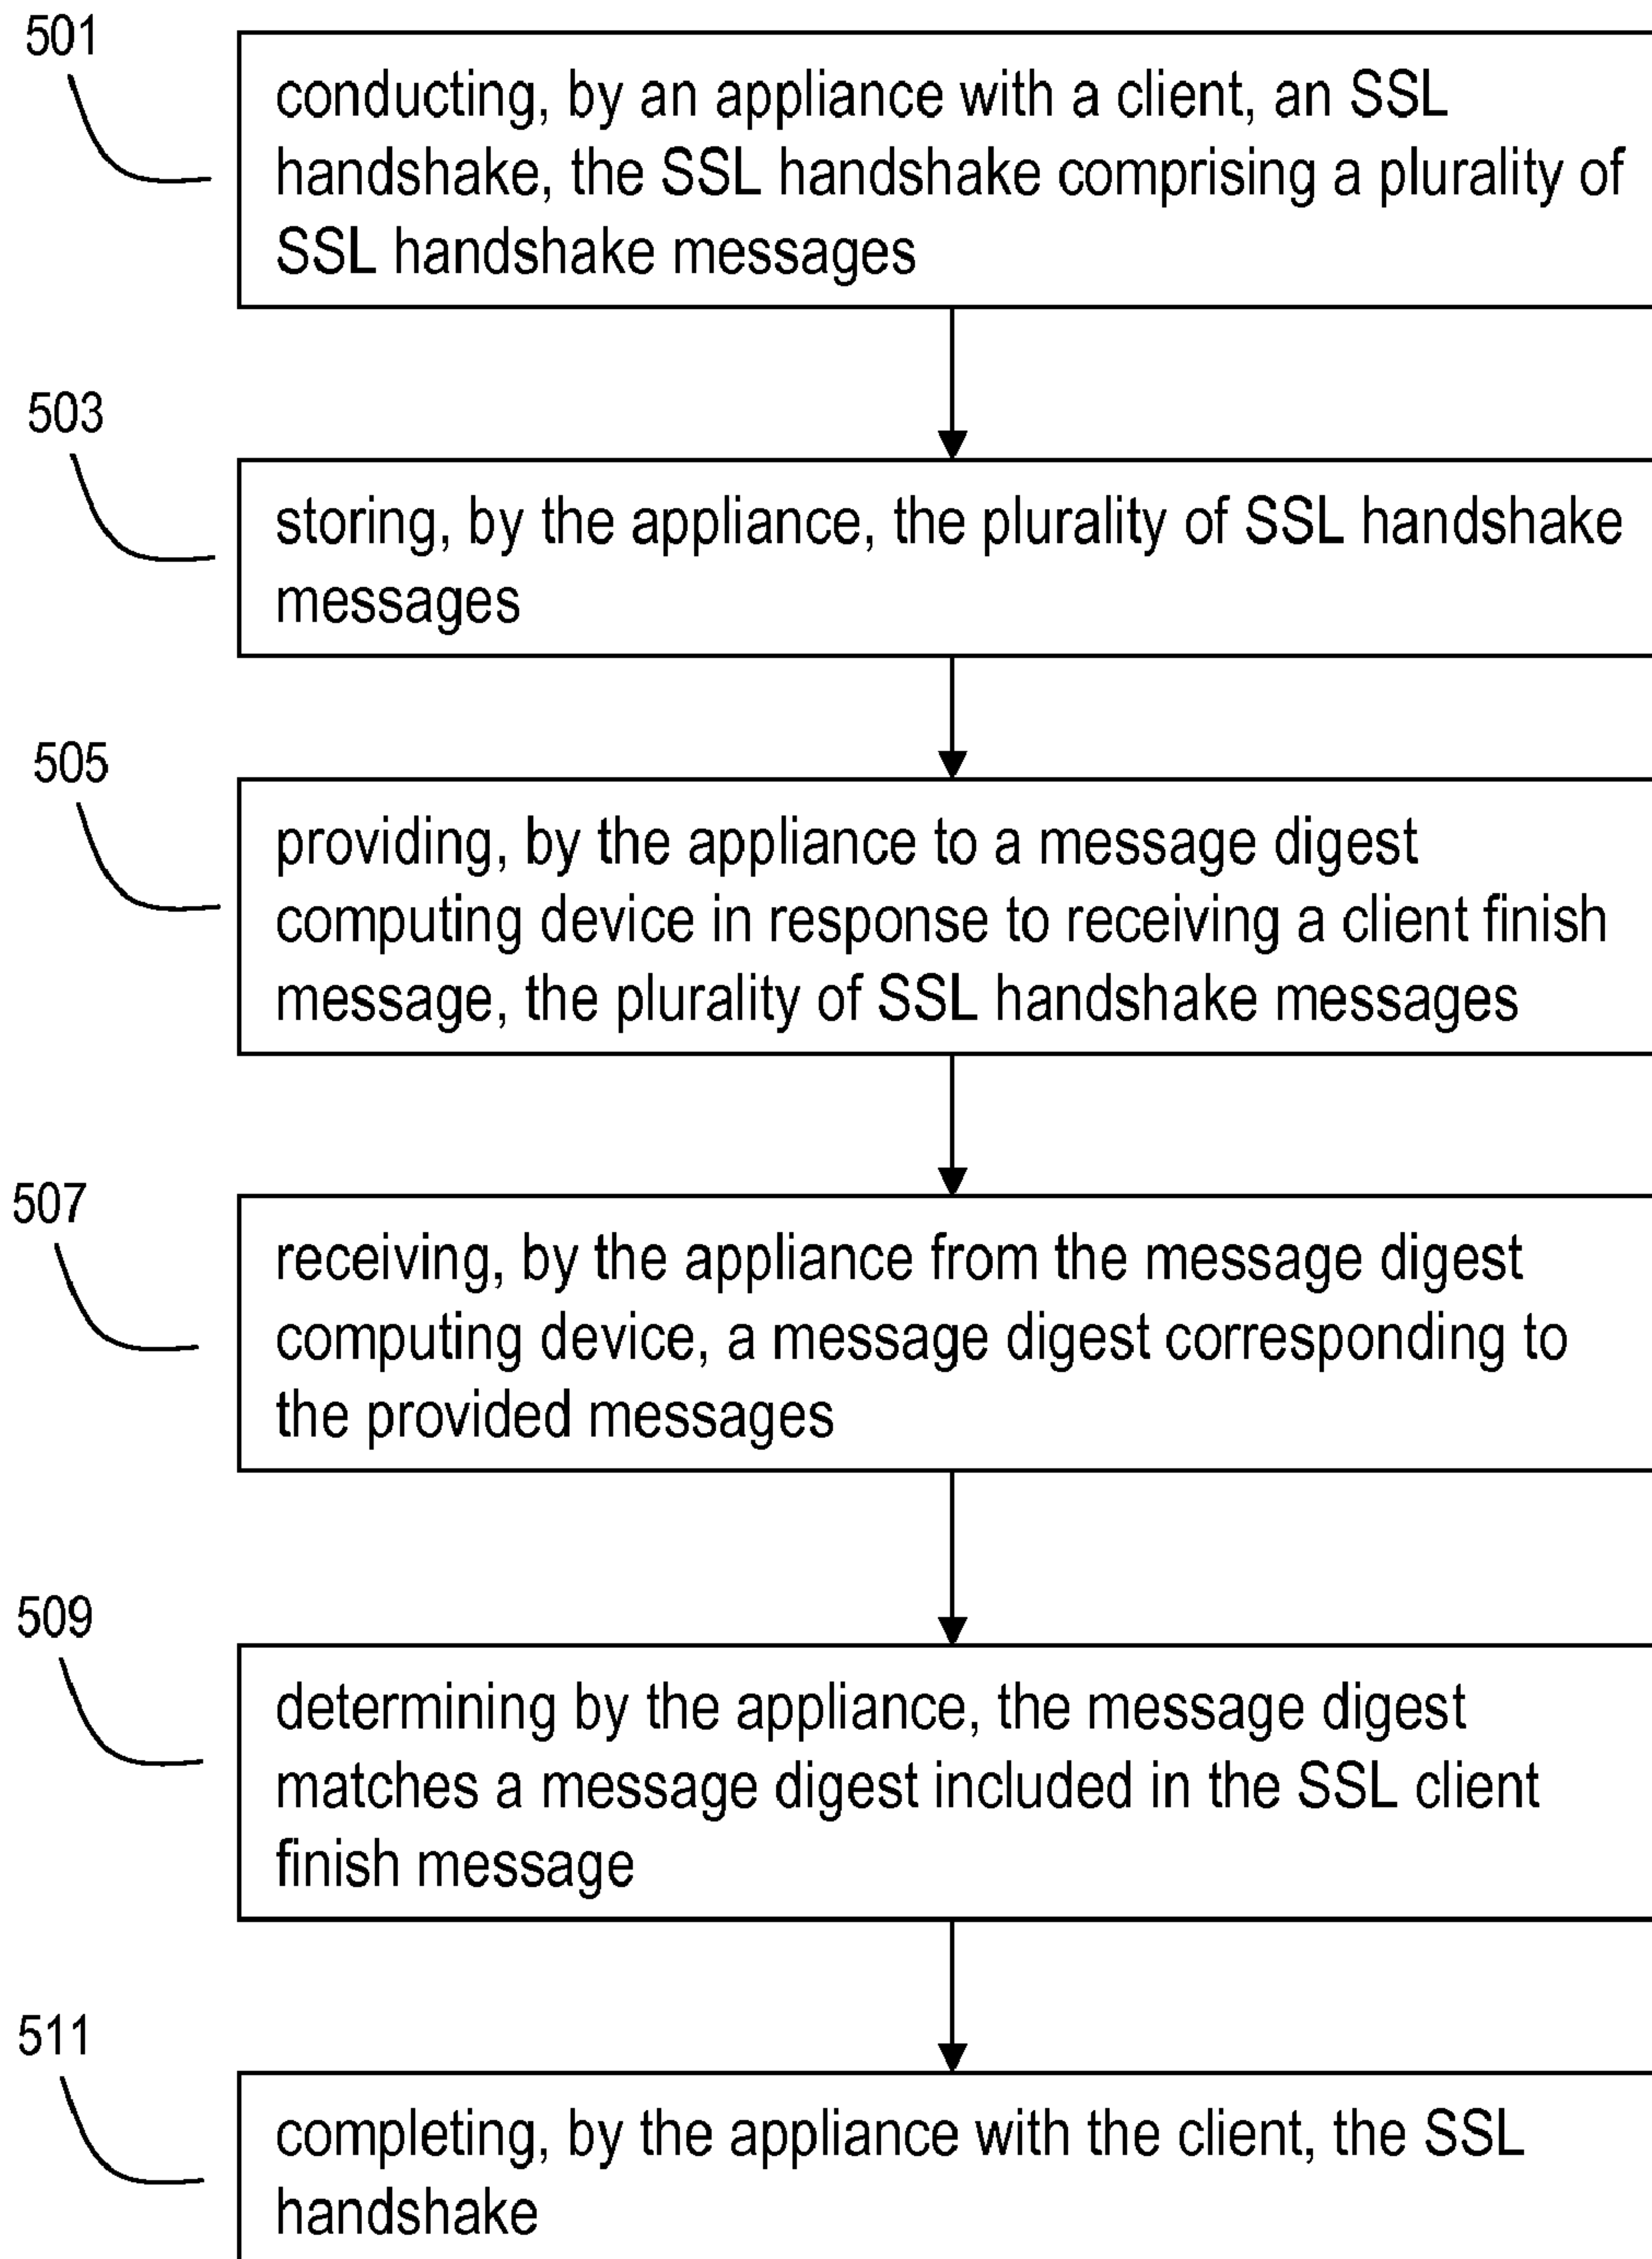 501
conducting, by an appliance with a client, an SSL
handshake, the SSL handshake comprising a plurality of
SSL handshake messages
503
storing, by the appliance, the plurality of SSL handshake
messages
505
providing, by the appliance to a message digest
computing device in response to receiving a client finish
message, the plurality of SSL handshake messages
507
receiving, by the appliance from the message digest
computing device, a message digest corresponding to
the provided messages
509
determining by the appliance, the message digest
matches a message digest included in the SSL client
finish message
511
completing, by the appliance with the client, the SSL
handshake